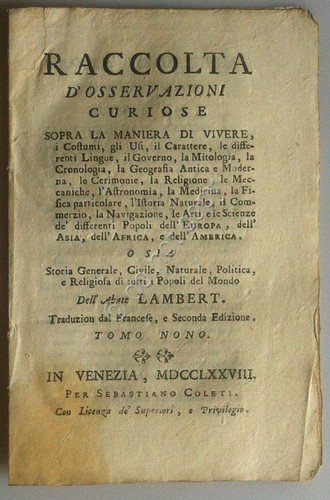 RACCOLTA
D'OSSERVAZIONI
CURIOSE
SOPRA LA MANIERA DI VIVERE,
i Costumi, gli Usi, il Carattere, le diffe-
renti Lingue, il Governo, la Mitologia, la
Cronologia, la Geografia Antica e Moder-
na, le Cerimonie, la Religione, le Mec-
caniche, l'Astronomia, la Medicina, la Fi-
sica particolare, l'Istoria Naturale, il Com-
merzio, la Navigazione, le Arti, e le Scienze
de' differenti Popoli dell' EUROPA, dell'
ASIA, dell' AFRICA, e dell' AMERICA.
O SIA
Storia Generale, Civile, Naturale, Politica,
e Religiosa di tutti i Popoli del Mondo
Dell' Abate LAMBERT.
Traduzion dal Francese, e Seconda Edizione.
TOMO NONO.
IN VENEZIA, MDCCLXXVIII.
PER SEBASTIANO COLETI.
Con Licenza de' Superiori, e Privilegio.